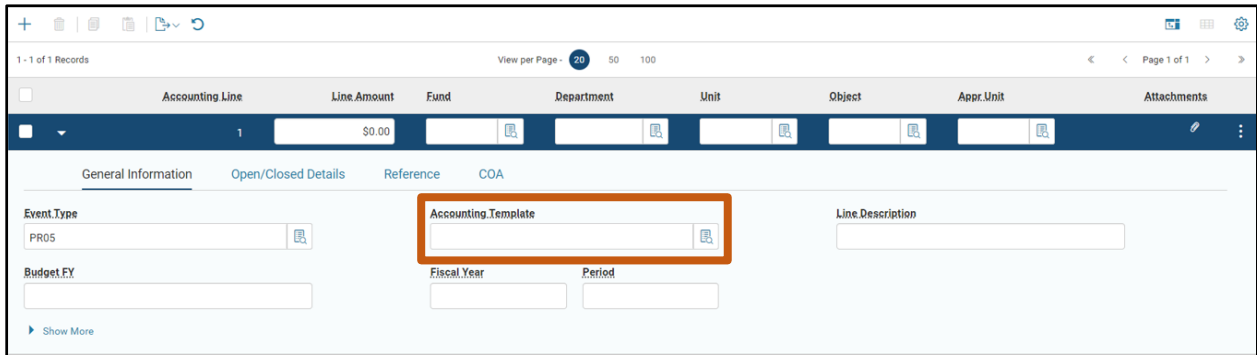 1 - 1 of 1 Records View per Page - 20 50 100 Page 1 of 1
Accounting Line Line Amount Fund Department Unit Object Appr Unit Attachments
1 $0.00
General Information Open/Closed Details Reference COA
Event Type Accounting Template Line Description
PR05
Budget FY Fiscal Year Period
Show More